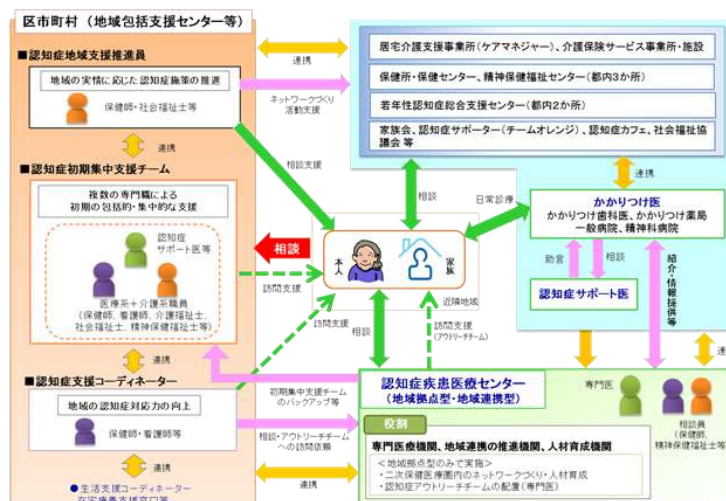 区市町村（地域包括支援センター等）
■認知症地域支援推進員
地域の実情に応じた認知症施策の推進
保健師・社会福祉士等
連携
■認知症初期集中支援チーム
複数の専門職による
初期の包括的・集中的な支援
認知症
サポート医等
医療系＋介護系職員
（保健師、看護師、介護福祉士、
社会福祉士、精神保健福祉士等）
連携
■認知症支援コーディネーター
地域の認知症対応力の向上
保健師・看護師等
連携
●生活支援コーディネーター
在宅療養支援窓口等
連携
ネットワークづくり
活動支援
相談支援
相談
訪問支援
訪問支援
本人
家族
近隣地域
相談
日常診療
相談
訪問支援
（アウトリーチチーム）
初期集中支援チーム
のバックアップ等
相談・アウトリーチチーム
への訪問依頼
連携
居宅介護支援事業所（ケアマネジャー）、介護保険サービス事業所・施設
保健所・保健センター、精神保健福祉センター（都内3か所）
若年性認知症総合支援センター（都内2か所）
家族会、認知症サポーター（チームオレンジ）、認知症カフェ、社会福祉協
議会 等
連携
かかりつけ医
かかりつけ歯科医、かかりつけ薬局
一般病院、精神科病院
助言
相談
認知症サポート医
紹介・情報提供等
連携
連
認知症疾患医療センター
（地域拠点型・地域連携型）
専門医
相談員
（保健師、
精神保健福祉士等）
役割
専門医療機関、地域連携の推進機関、人材育成機関
＜地域拠点型のみで実施＞
・二次保健医療圏内のネットワークづくり・人材育成
・認知症アウトリーチチームの配置（専門医）